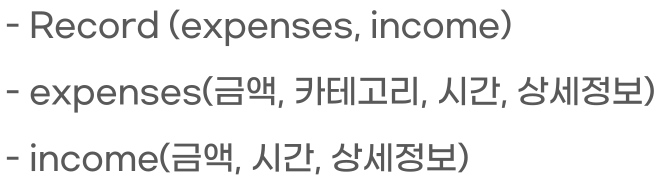 - Record (expenses, income)
- expenses(금액, 카테고리, 시간, 상세정보)
- income(금액, 시간, 상세정보)